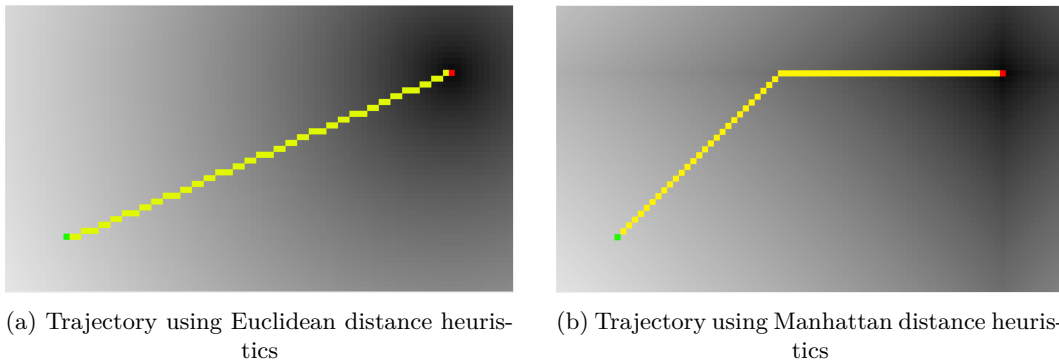 (a) Trajectory using Euclidean distance heuris-
tics
(b) Trajectory using Manhattan distance heuris-
tics